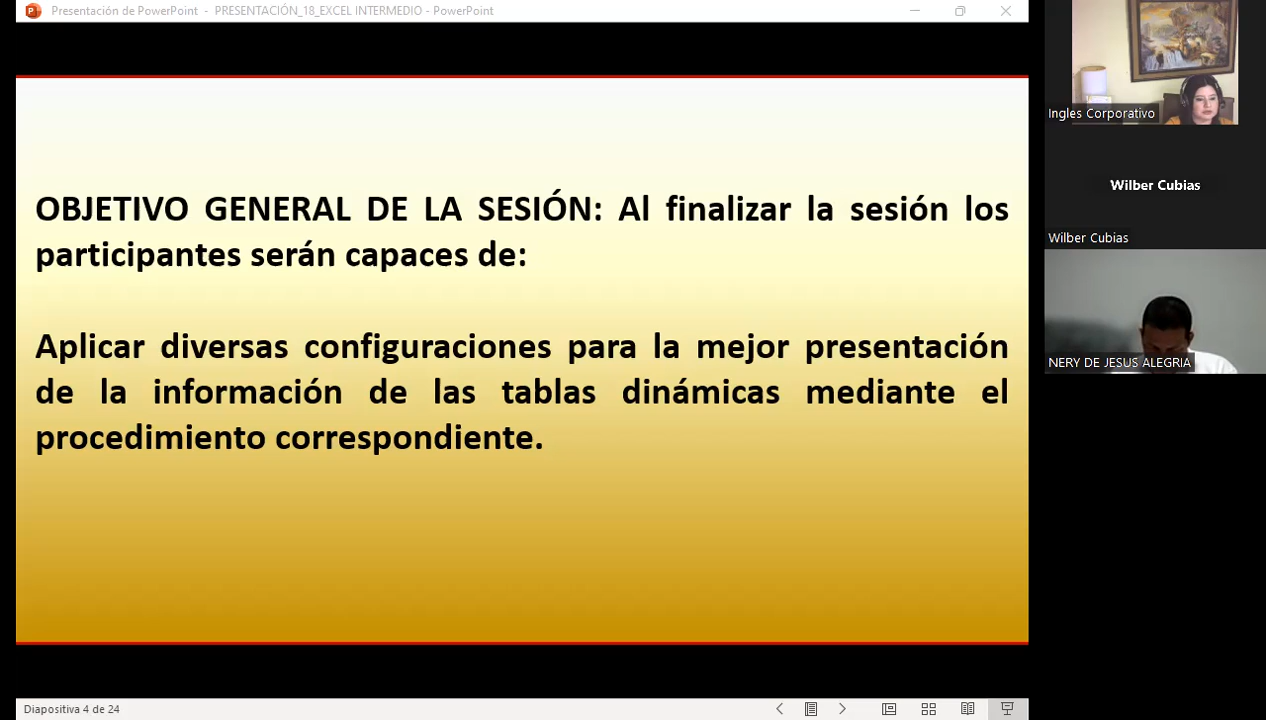 Presentación de PowerPoint - PRESENTACIÓN_18_EXCEL INTERMEDIO - PowerPoint
OBJETIVO GENERAL DE LA SESIÓN: Al finalizar la sesión los
participantes serán capaces de:
Aplicar diversas configuraciones para la mejor presentación
de la información de las tablas dinámicas mediante el
procedimiento correspondiente.
Diapositiva 4 de 24
Ingles Corporativo
Wilber Cubias
Wilber Cubias
NERY DE JESUS ALEGRIA